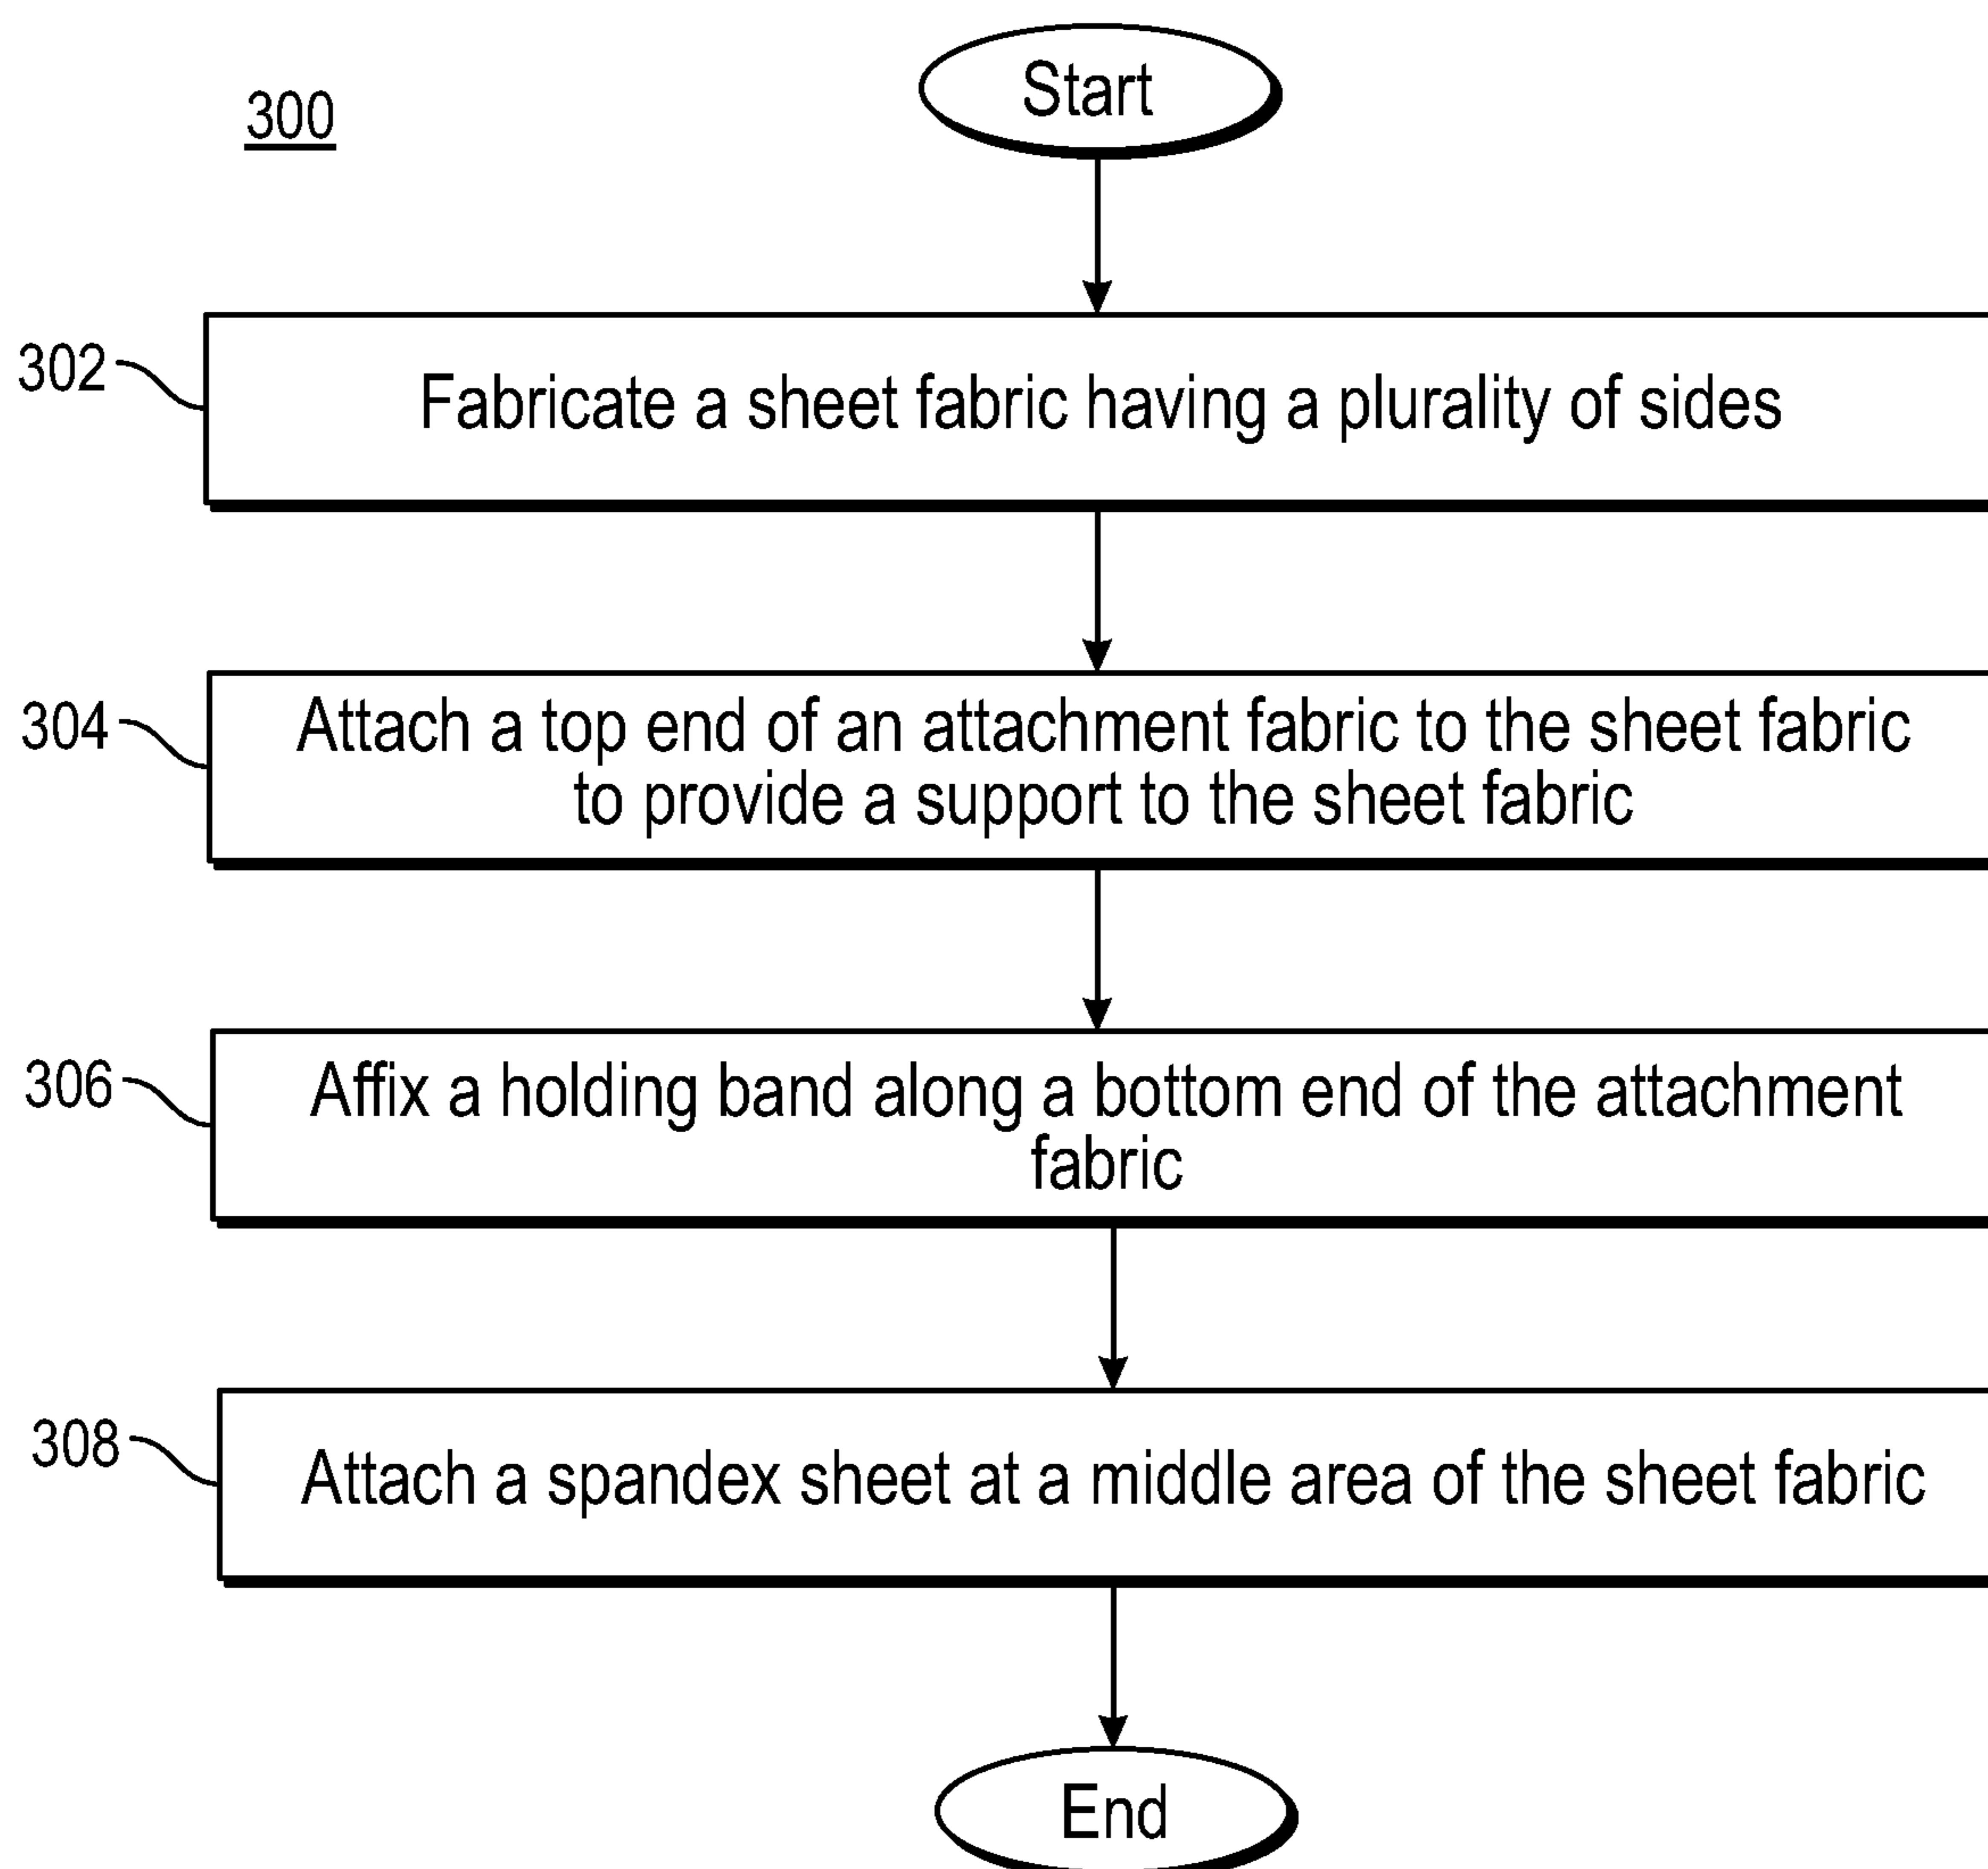 300
Start
302
Fabricate a sheet fabric having a plurality of sides
304
Attach a top end of an attachment fabric to the sheet fabric
to provide a support to the sheet fabric
306
Affix a holding band along a bottom end of the attachment
fabric
308
Attach a spandex sheet at a middle area of the sheet fabric
End